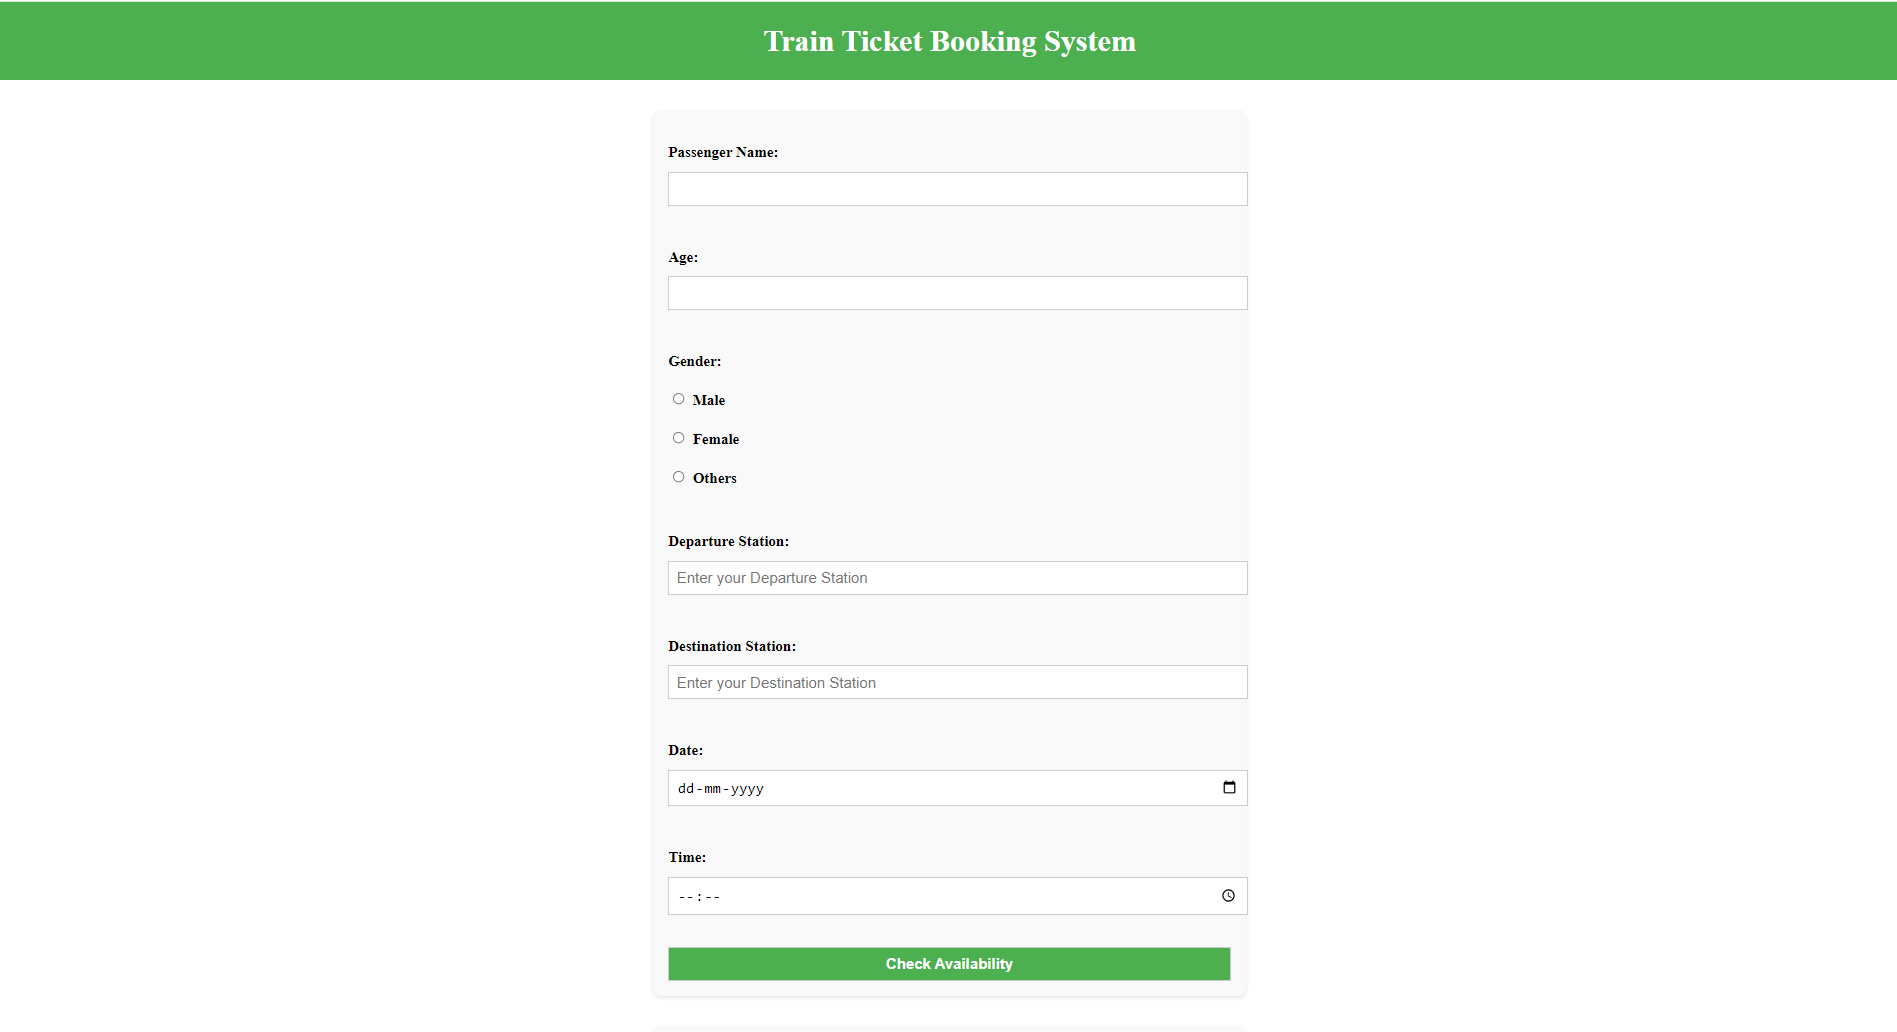 Train Ticket Booking System
Passenger Name:
Age:
Gender:
Male
Female
Others
Departure Station:
Enter your Departure Station
Destination Station:
Enter your Destination Station
Date:
dd-mm-yyyy
Time:
--:--
Check Availability